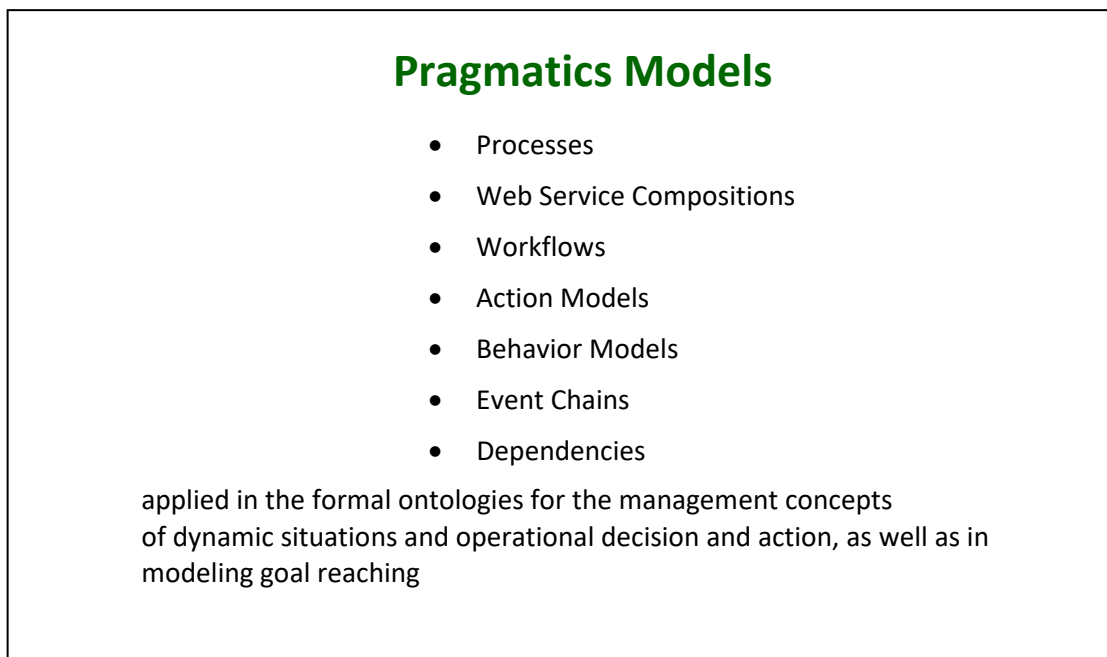 Pragmatics Models
• Processes
• Web Service Compositions
• Workflows
• Action Models
• Behavior Models
• Event Chains
• Dependencies
applied in the formal ontologies for the management concepts
of dynamic situations and operational decision and action, as well as in
modeling goal reaching